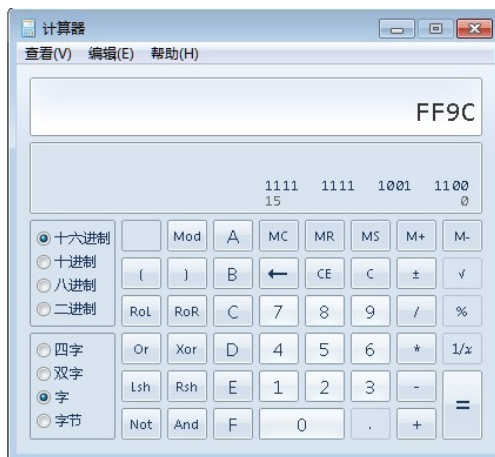 计算器
查看(V) 编辑(E) 帮助(H)
FF9C
1111 1111 1001 1100
15 0
十六进制 Mod A MC MR MS M+ M-
十进制 ( ) B ← CE C ± √
八进制
二进制 RoL RoR C 7 8 9 / %
四字 Or Xor D 4 5 6 * 1/x
双字
字 Lsh Rsh E 1 2 3 - =
字节 Not And F 0 . +